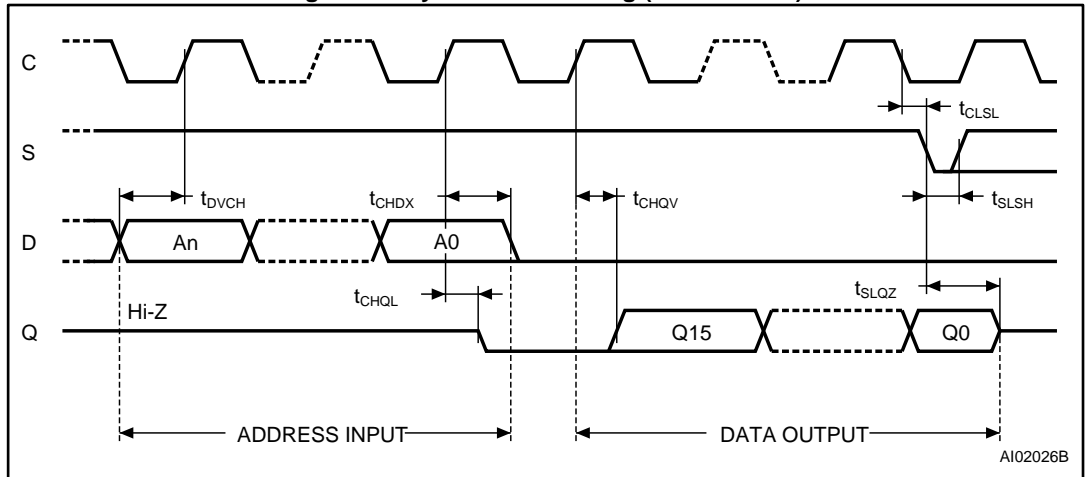 C
tCLSL
S
tDVCH
tCHDX
tCHQV
tSLSH
D
An
A0
tCHQL
tSLQZ
Hi-Z
Q
Q15
Q0
ADDRESS INPUT
DATA OUTPUT
AI02026B